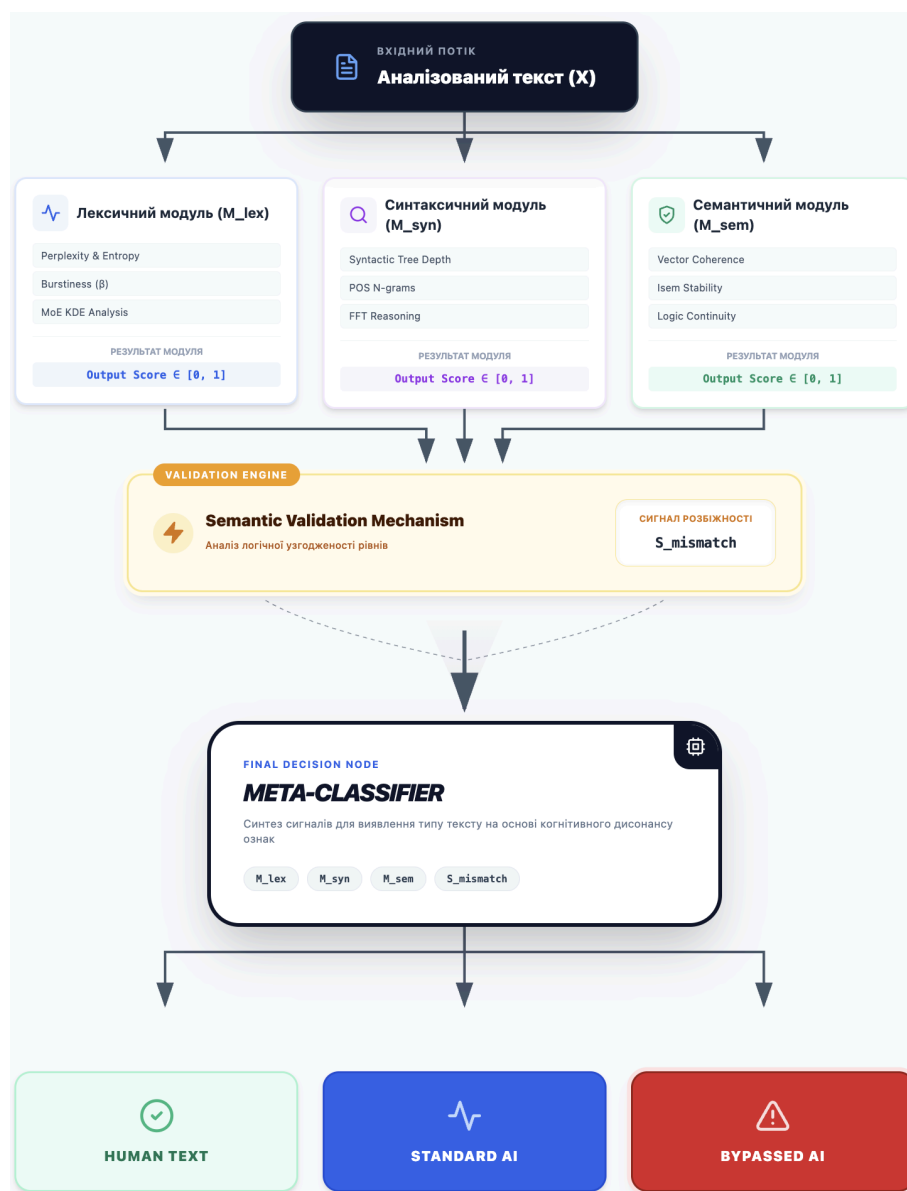 ВХІДНИЙ ПОТІК
Аналізований текст (X)
Лексичний модуль (M_lex)
Perplexity & Entropy
Burstiness (β)
MoE KDE Analysis
РЕЗУЛЬТАТ МОДУЛЯ
Output Score ∈ [0, 1]
Синтаксичний модуль
(M_syn)
Syntactic Tree Depth
POS N-grams
FFT Reasoning
РЕЗУЛЬТАТ МОДУЛЯ
Output Score ∈ [0, 1]
Семантичний модуль
(M_sem)
Vector Coherence
Isem Stability
Logic Continuity
РЕЗУЛЬТАТ МОДУЛЯ
Output Score ∈ [0, 1]
VALIDATION ENGINE
Semantic Validation Mechanism
Аналіз логічної узгодженості рівнів
СИГНАЛ РОЗБІЖНОСТІ
S_mismatch
FINAL DECISION NODE
META-CLASSIFIER
Синтез сигналів для виявлення типу тексту на основі когнітивного дисонансу
ознак
M_lex M_syn M_sem S_mismatch
HUMAN TEXT
STANDARD AI
BYPASSED AI